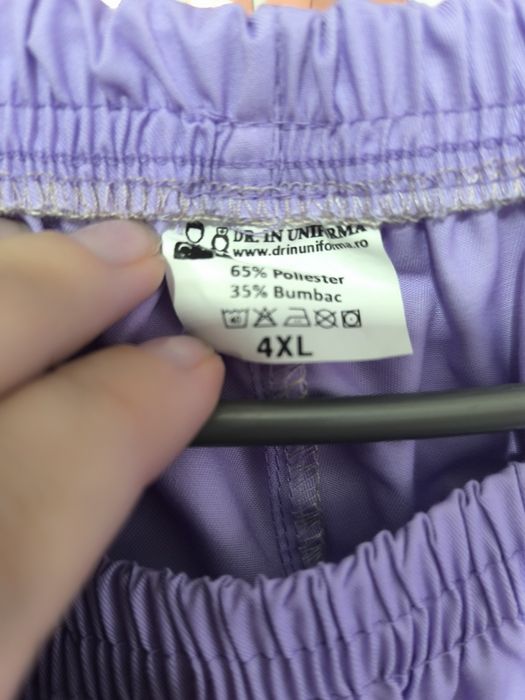 DR. IN UNIFORMA
www.drinuniforma.ro
65% Poliester
35% Bumbac
4XL